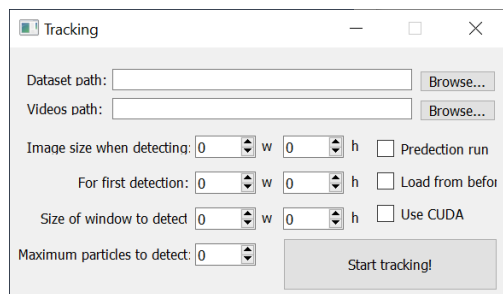 Tracking
Dataset path: Browse...
Videos path: Browse...
Image size when detecting: 0 w 0 h Predection run
For first detection: 0 w 0 h Load from befor
Size of window to detect 0 w 0 h Use CUDA
Maximum particles to detect: 0
Start tracking!